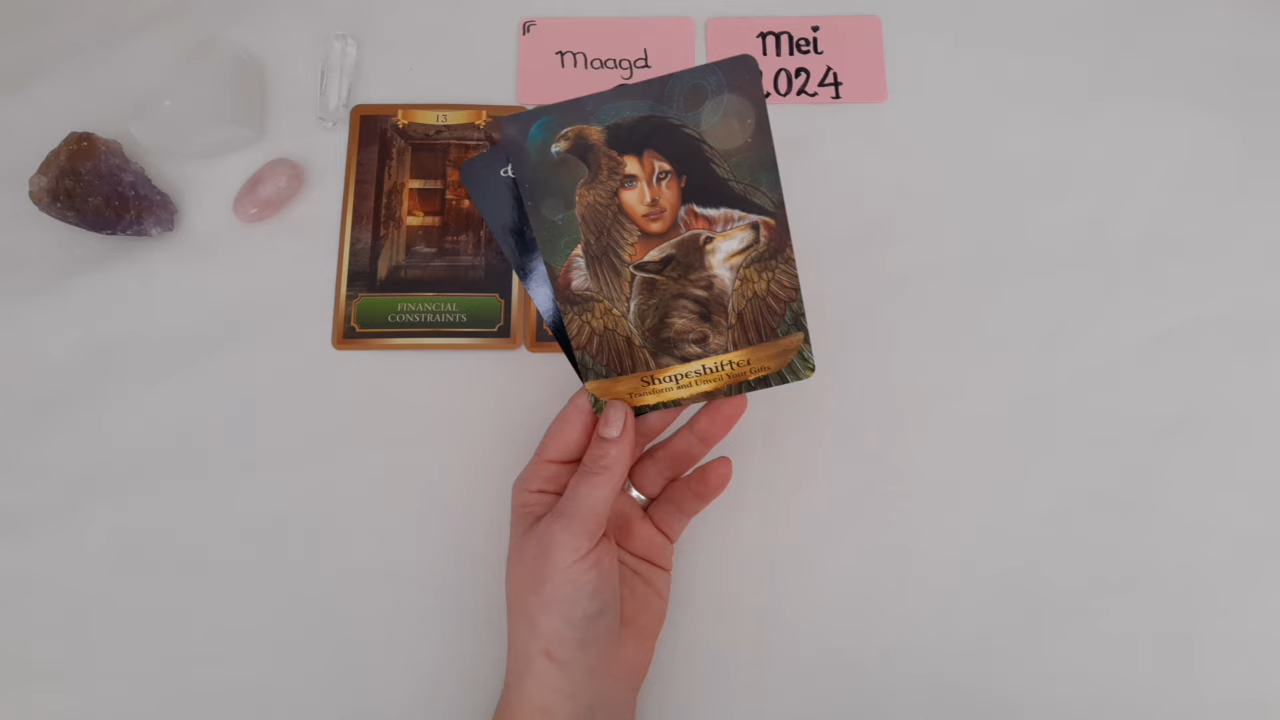 Maagd
Mei
2024
13
FINANCIAL
CONSTRAINTS
Shapeshifter
Transform and Unveil Your Gifts